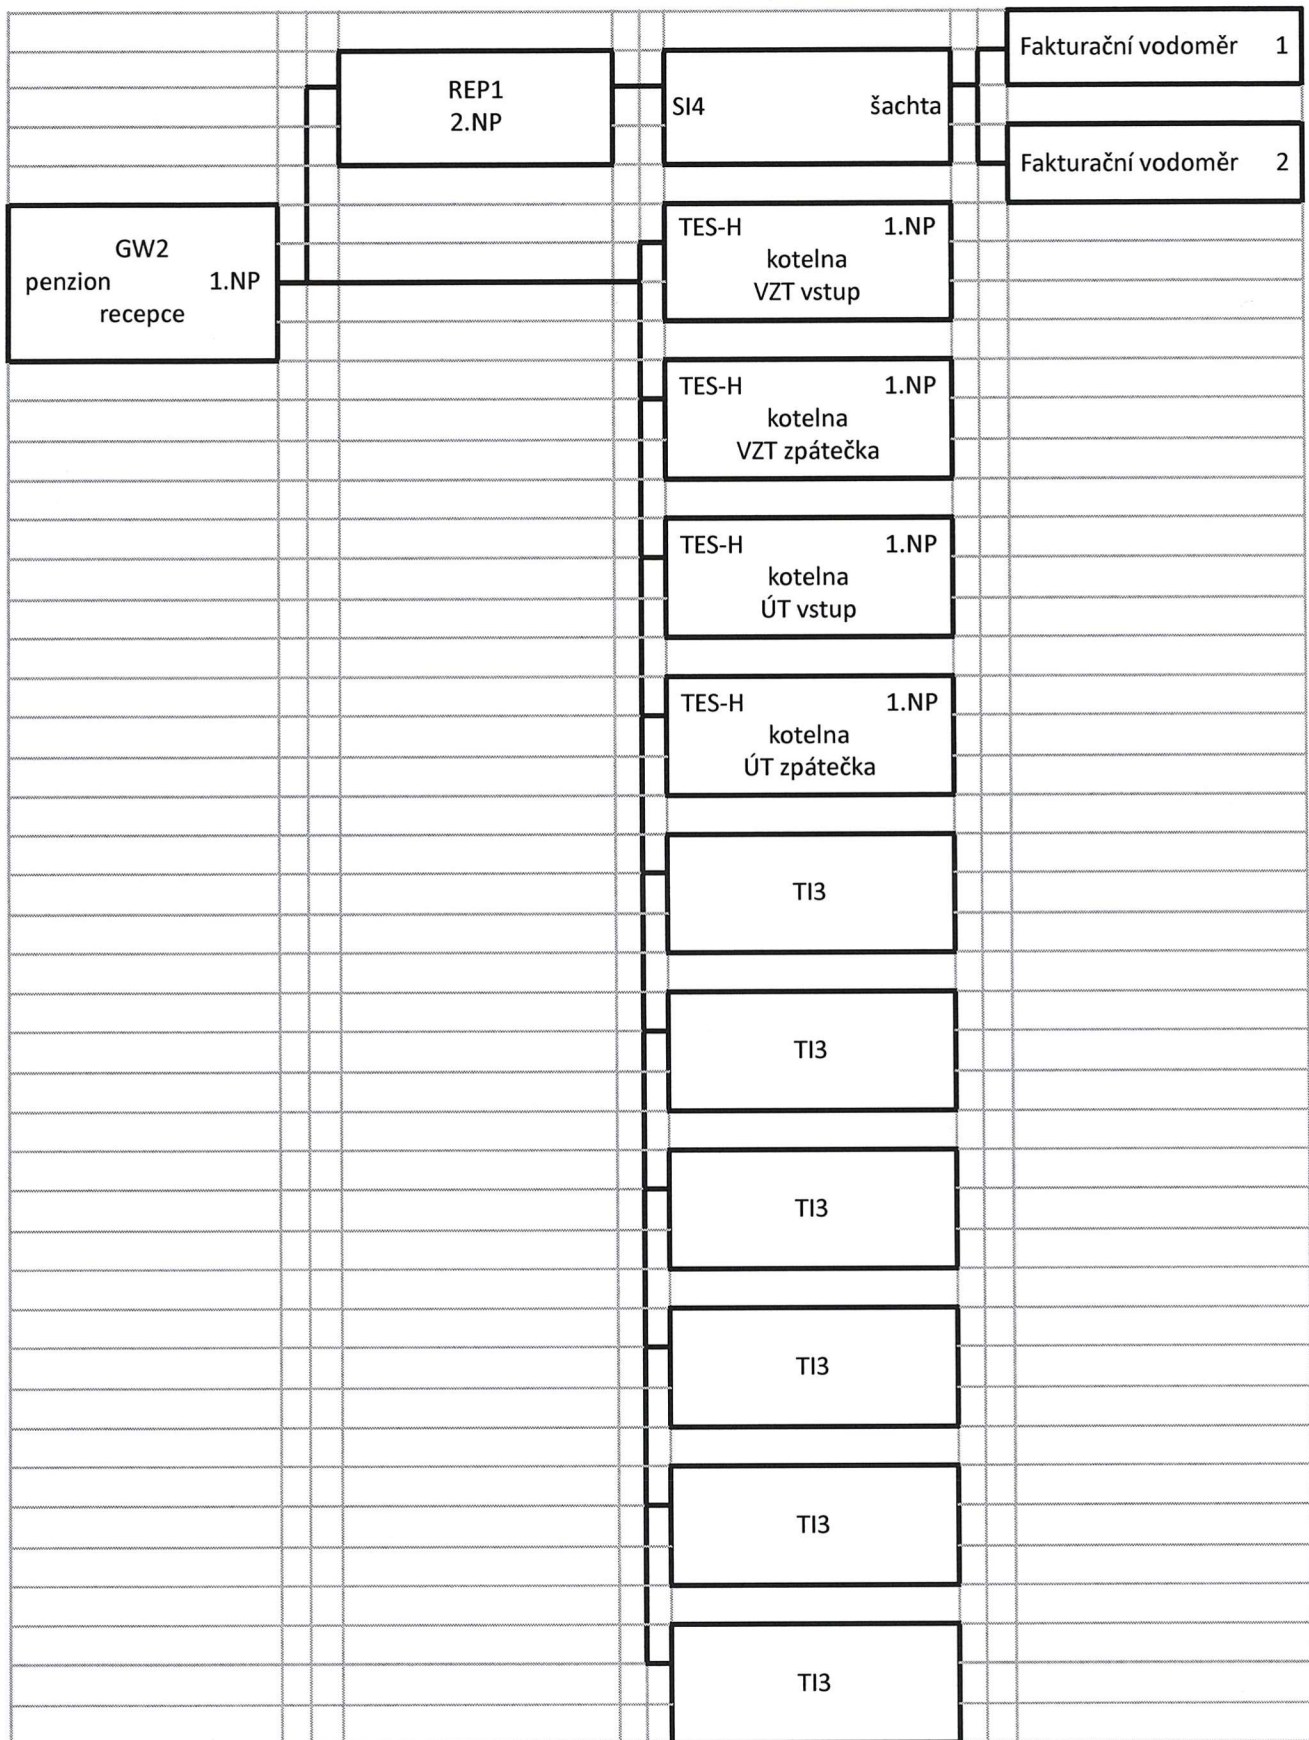 Fakturační vodoměr 1
REP1
2.NP
SI4 šachta
Fakturační vodoměr 2
GW2
penzion 1.NP
recepce
TES-H 1.NP
kotelna
VZT vstup
TES-H 1.NP
kotelna
VZT zpátečka
TES-H 1.NP
kotelna
ÚT vstup
TES-H 1.NP
kotelna
ÚT zpátečka
TI3
TI3
TI3
TI3
TI3
TI3